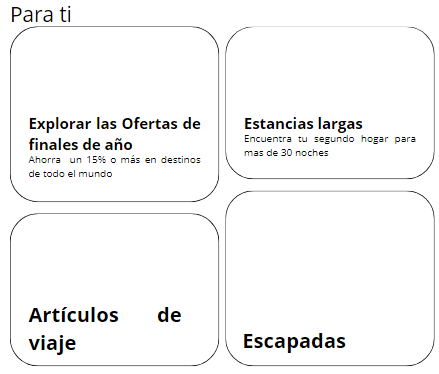 Para ti
Explorar las Ofertas de
finales de año
Ahorra un 15% o más en destinos
de todo el mundo
Estancias largas
Encuentra tu segundo hogar para
mas de 30 noches
Artículos de
viaje
Escapadas